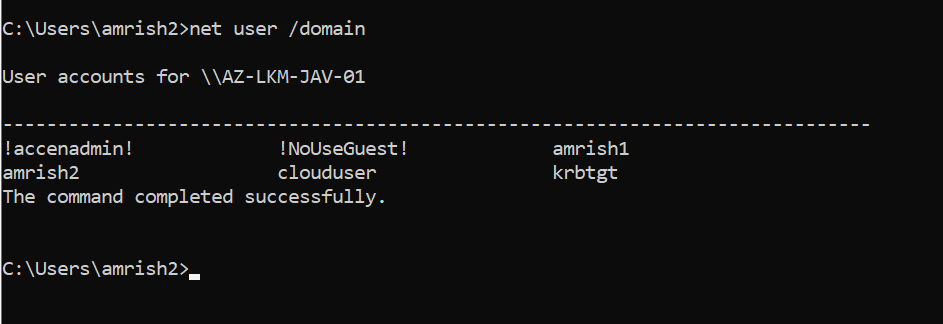 C:\Users\amrish2>net user /domain
User accounts for \\AZ-LKM-JAV-01
-------------------------------------------------------------------------------
!accenadmin! !NoUseGuest! amrish1
amrish2 clouduser krbtgt
The command completed successfully.
C:\Users\amrish2>